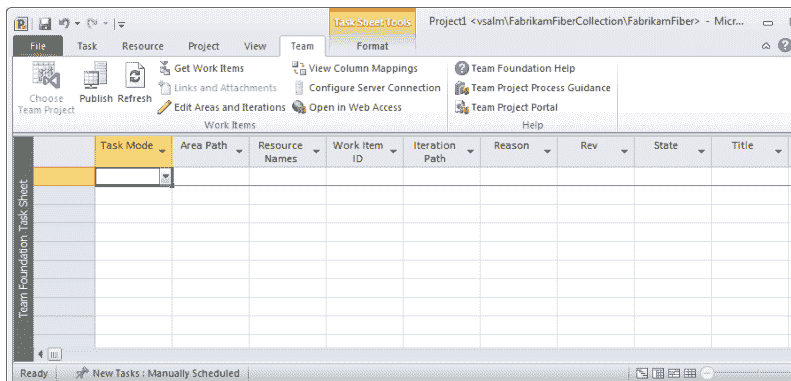 Task Sheet Tools
Project1 <vsalm\FabrikamFiberCollection\FabrikamFiber> - Micr...
File Task Resource Project View Team Format
Choose Team Project
Publish
Refresh
Get Work Items
Links and Attachments
Edit Areas and Iterations
View Column Mappings
Configure Server Connection
Open in Web Access
Work Items
Team Foundation Help
Team Project Process Guidance
Team Project Portal
Help
Task Mode
Area Path
Resource Names
Work Item ID
Iteration Path
Reason
Rev
State
Title
Team Foundation Task Sheet
Ready
New Tasks : Manually Scheduled